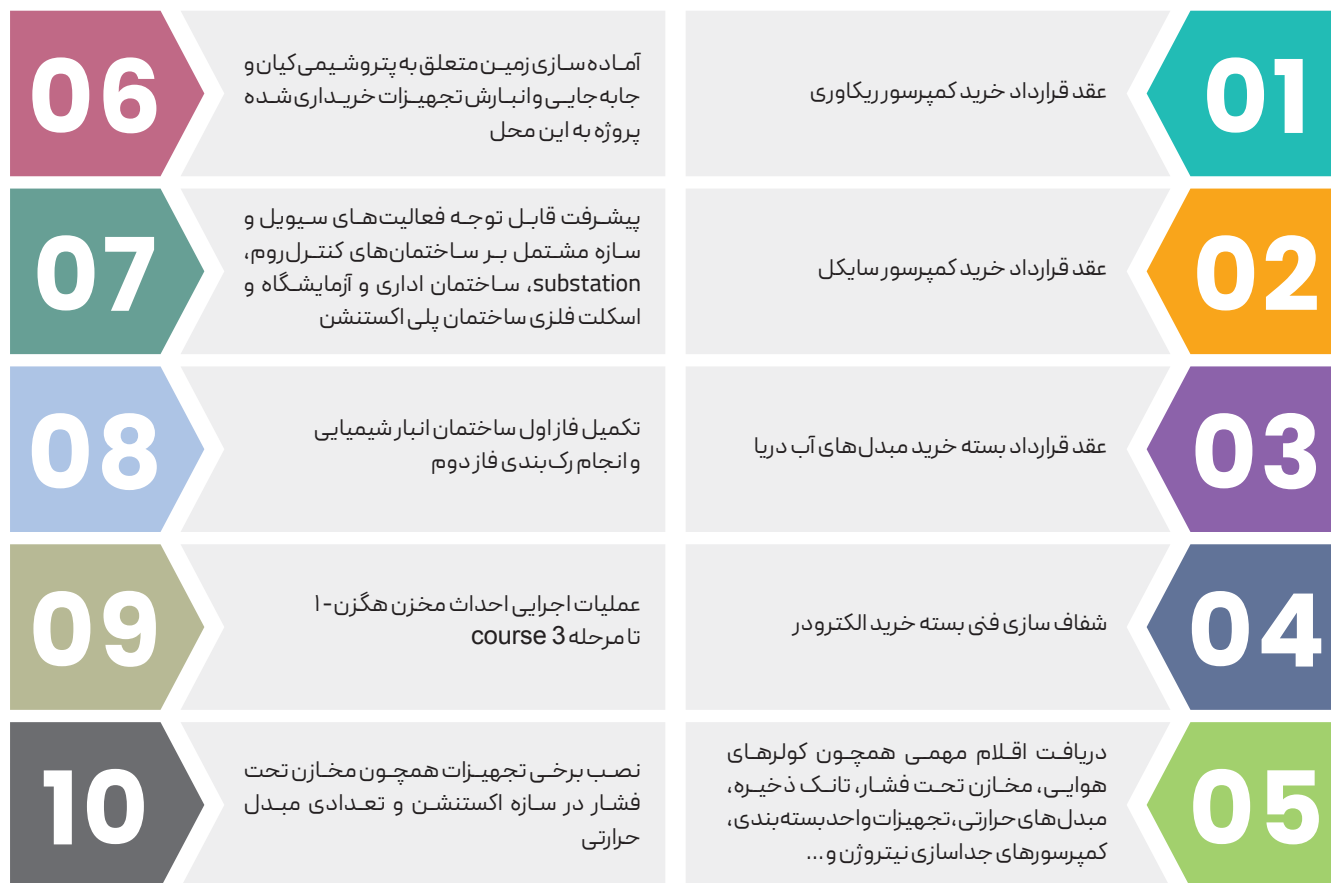 01
عقد قرارداد خرید کمپرسور ریکاوری
02
عقد قرارداد خرید کمپرسور سایکل
03
عقد قرارداد بسته خرید مبدل‌های آب دریا
04
شفاف سازی فنی بسته خرید الکترودر
05
دریافت اقلام مهمی همچون کولرهای
هوایی، مخازن تحت فشار، تانک ذخیره،
مبدل‌های حرارتی، تجهیزات واحد بسته‌بندی،
کمپرسورهای جداسازی نیتروژن و...
06
آماده‌سازی زمین متعلق به پتروشیمی کیان و
جابه‌جایی و انبارش تجهیزات خریداری شده
پروژه به این محل
07
پیشرفت قابل توجه فعالیت‌های سیویل و
سازه مشتمل بر ساختمان‌های کنترل‌روم،
substation، ساختمان اداری و آزمایشگاه و
اسکلت فلزی ساختمان پلی اکستنشن
08
تکمیل فاز اول ساختمان انبار شیمیایی
و انجام رک‌بندی فاز دوم
09
عملیات اجرایی احداث مخزن هگزن-۱
تا مرحله course 3
10
نصب برخی تجهیزات همچون مخازن تحت
فشار در سازه اکستنشن و تعدادی مبدل
حرارتی